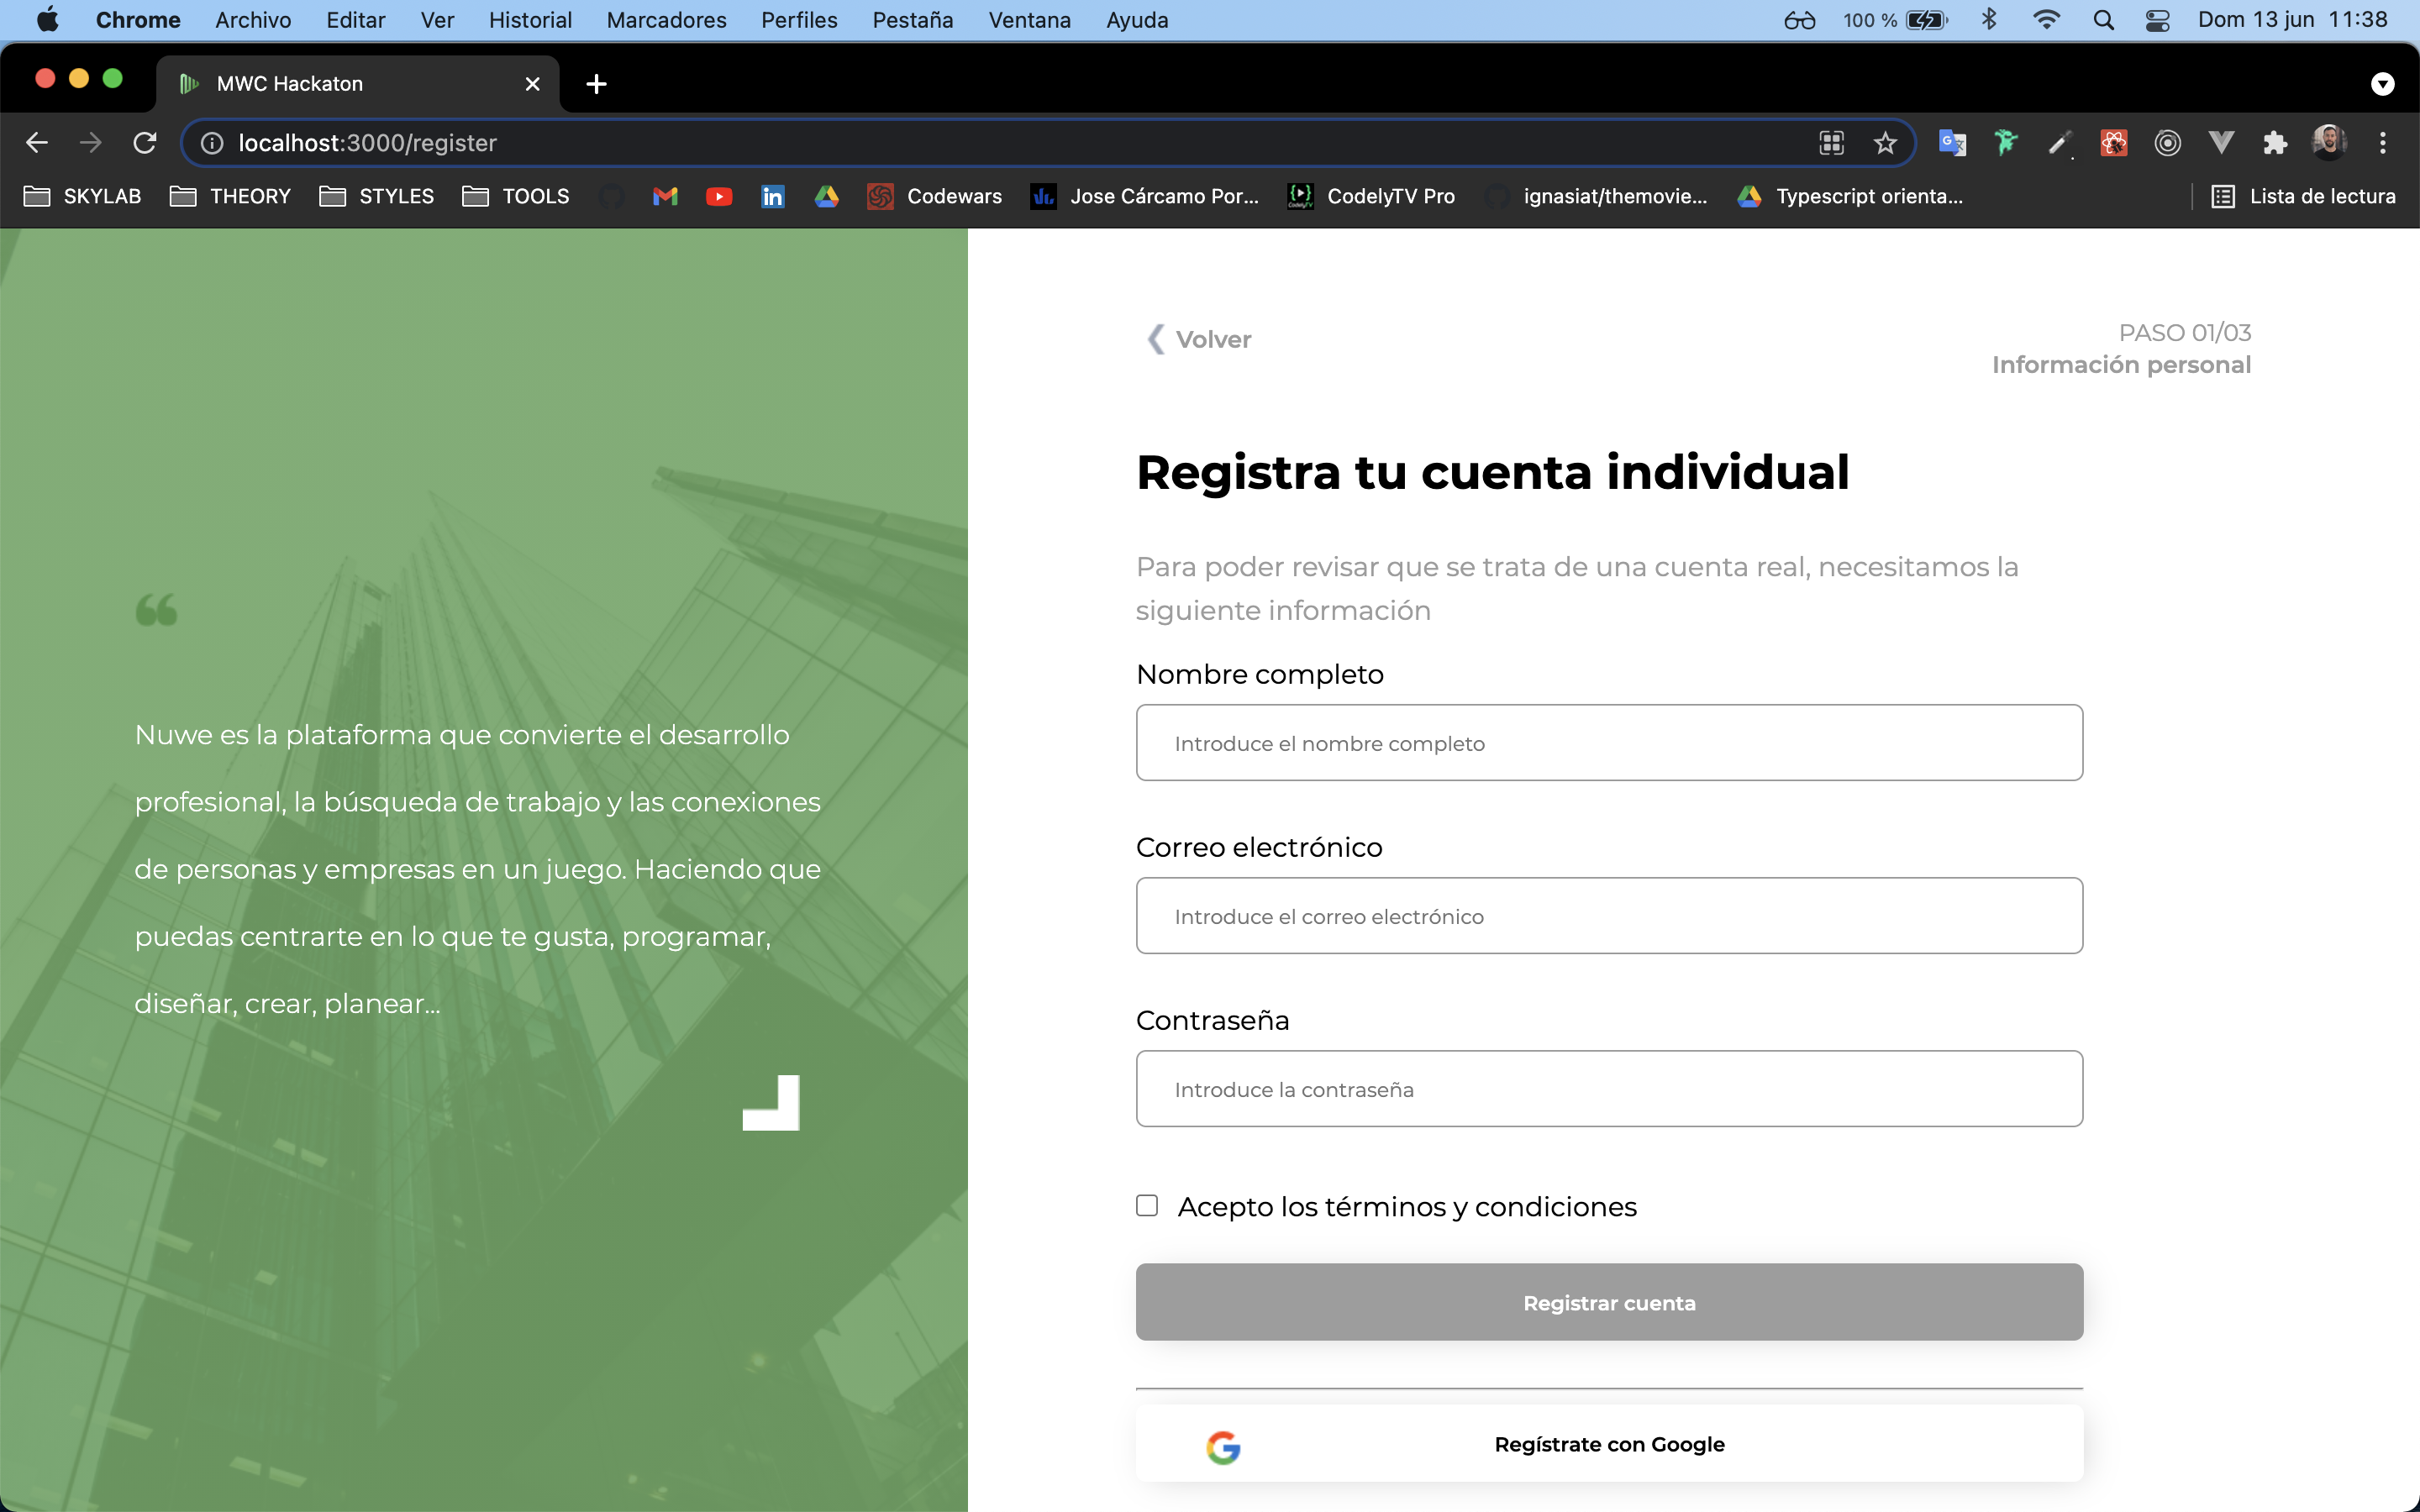 Chrome Archivo Editar Ver Historial Marcadores Perfiles Pestaña Ventana Ayuda 100 % Dom 13 jun 11:38
MWC Hackaton
localhost:3000/register
SKYLAB THEORY STYLES TOOLS Codewars Jose Cárcamo Por... CodelyTV Pro ignasiat/themovie... Typescript orienta... Lista de lectura
“
Nuwe es la plataforma que convierte el desarrollo
profesional, la búsqueda de trabajo y las conexiones
de personas y empresas en un juego. Haciendo que
puedas centrarte en lo que te gusta, programar,
diseñar, crear, planear...
Volver
PASO 01/03
Información personal
Registra tu cuenta individual
Para poder revisar que se trata de una cuenta real, necesitamos la
siguiente información
Nombre completo
Introduce el nombre completo
Correo electrónico
Introduce el correo electrónico
Contraseña
Introduce la contraseña
Acepto los términos y condiciones
Registrar cuenta
Regístrate con Google